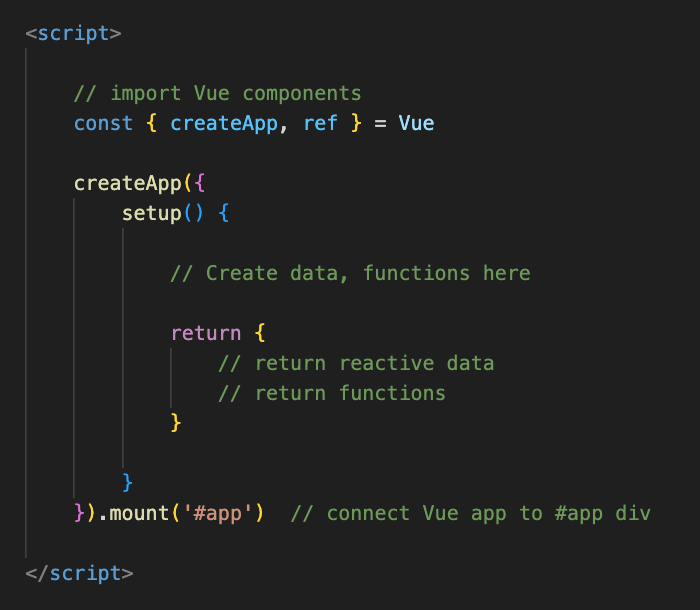 <script>
// import Vue components
const { createApp, ref } = Vue
createApp({
setup() {
// Create data, functions here
return {
// return reactive data
// return functions
}
}
}).mount('#app')  // connect Vue app to #app div
</script>